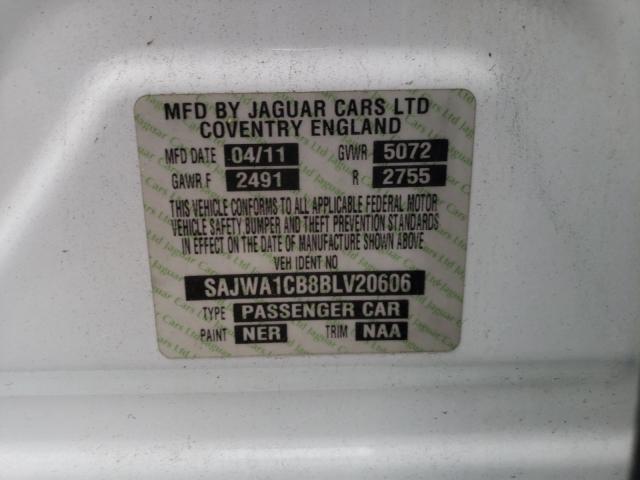 MFD BY JAGUAR CARS LTD
COVENTRY ENGLAND
MFD DATE 04/11 GVWR 5072
GAWR F 2491 R 2755
THIS VEHICLE CONFORMS TO ALL APPLICABLE FEDERAL MOTOR
VEHICLE SAFETY BUMPER AND THEFT PREVENTION STANDARDS
IN EFFECT ON THE DATE OF MANUFACTURE SHOWN ABOVE
VEH IDENT NO
SAJWA1CB8BLV20606
TYPE PASSENGER CAR
PAINT NER TRIM NAA